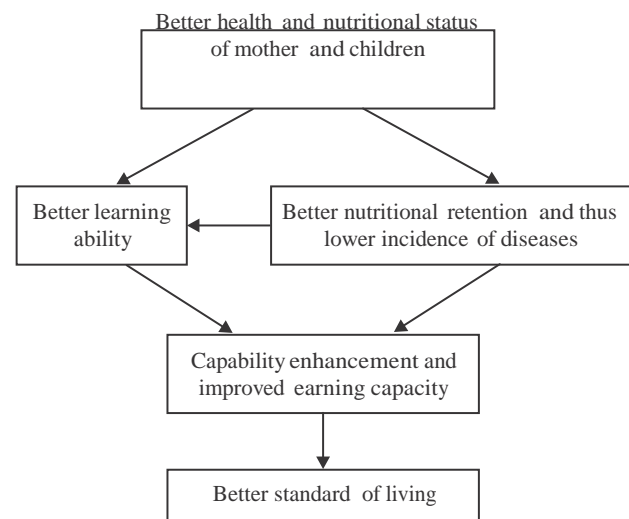 Better health and nutritional status
of mother and children
Better learning
ability
Better nutritional retention and thus
lower incidence of diseases
Capability enhancement and
improved earning capacity
Better standard of living